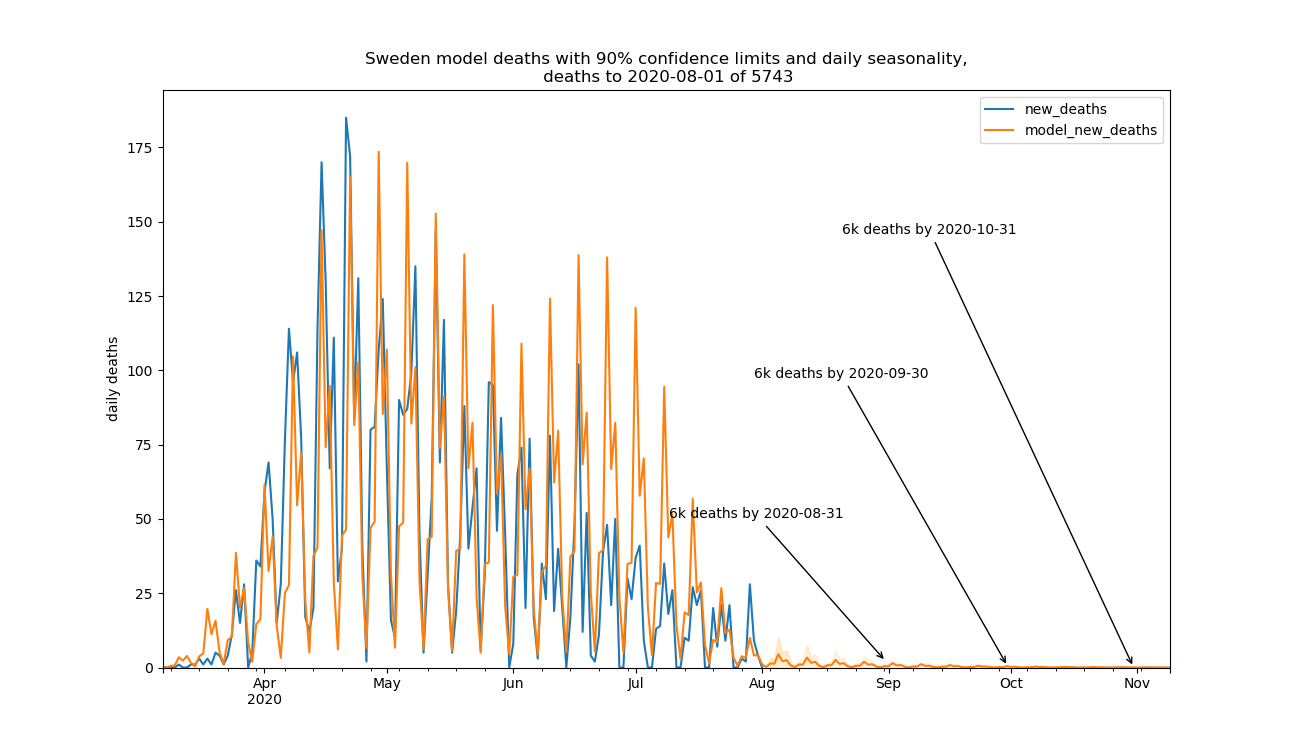 Sweden model deaths with 90% confidence limits and daily seasonality,
deaths to 2020-08-01 of 5743
new_deaths
model_new_deaths
175
150
125
100
75
50
25
0
daily deaths
6k deaths by 2020-10-31
6k deaths by 2020-09-30
6k deaths by 2020-08-31
Apr
2020
May
Jun
Jul
Aug
Sep
Oct
Nov